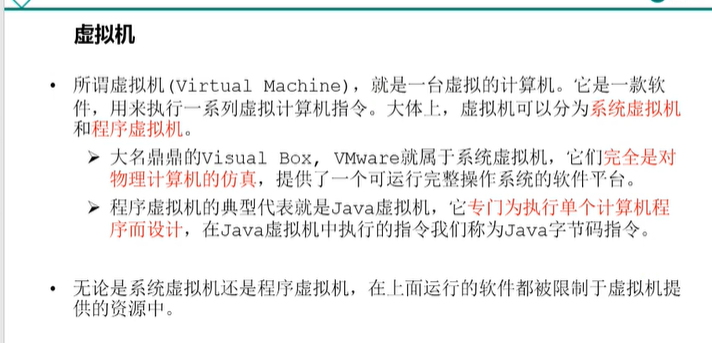 虚拟机
• 所谓虚拟机(Virtual Machine)，就是一台虚拟的计算机。它是一款软
件，用来执行一系列虚拟计算机指令。大体上，虚拟机可以分为系统虚拟机
和程序虚拟机。
➢ 大名鼎鼎的Visual Box, VMware就属于系统虚拟机，它们完全是对
物理计算机的仿真，提供了一个可运行完整操作系统的软件平台。
➢ 程序虚拟机的典型代表就是Java虚拟机，它专门为执行单个计算机程
序而设计，在Java虚拟机中执行的指令我们称为Java字节码指令。
• 无论是系统虚拟机还是程序虚拟机，在上面运行的软件都被限制于虚拟机提
供的资源中。